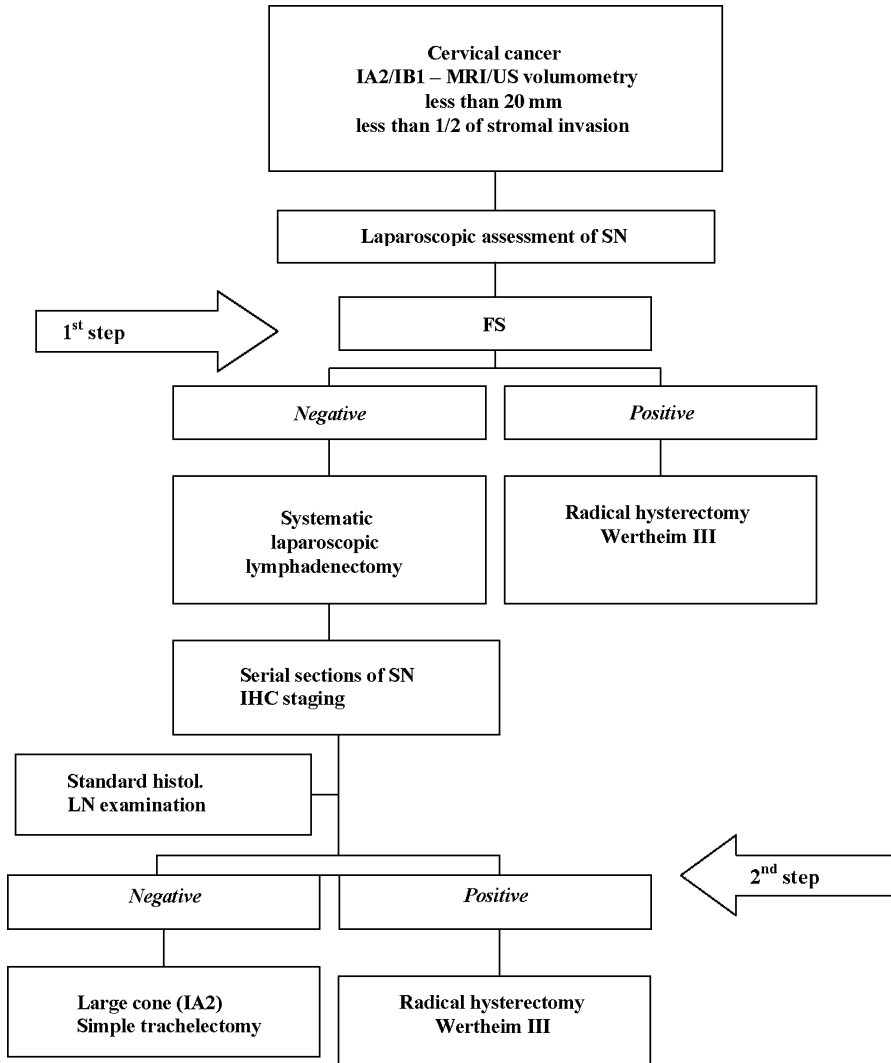 Cervical cancer
IA2/IB1 – MRI/US volumometry
less than 20 mm
less than 1/2 of stromal invasion
Laparoscopic assessment of SN
1st step
FS
Negative
Positive
Systematic
laparoscopic
lymphadenectomy
Radical hysterectomy
Wertheim III
Serial sections of SN
IHC staging
Standard histol.
LN examination
2nd step
Negative
Positive
Large cone (IA2)
Simple trachelectomy
Radical hysterectomy
Wertheim III